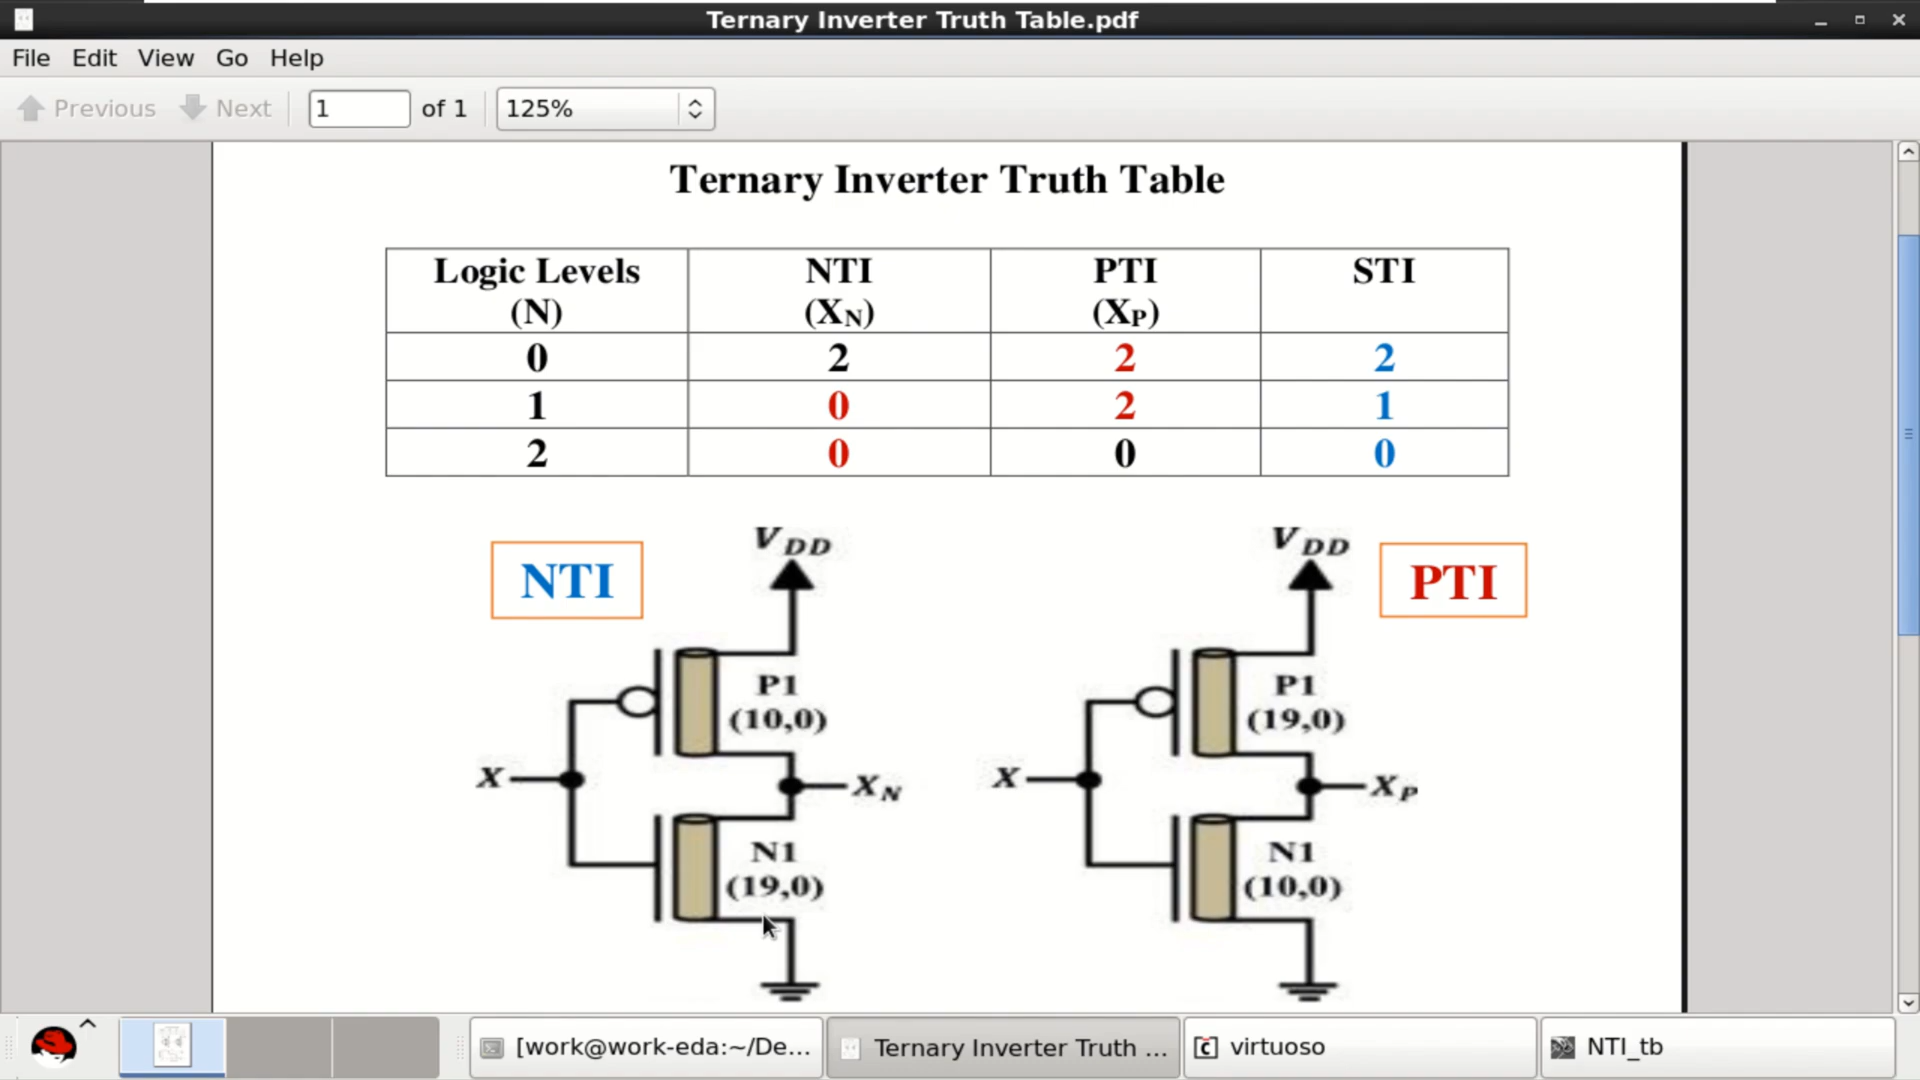 Ternary Inverter Truth Table.pdf
File Edit View Go Help
Previous Next 1 of 1 125%
Ternary Inverter Truth Table
Logic Levels (N) NTI (XN) PTI (XP) STI
0 2 2 2
1 0 2 1
2 0 0 0
NTI VDD VDD PTI
P1 P1
(10,0) (19,0)
X XN X XP
N1 N1
(19,0) (10,0)
[work@work-eda:~/De... Ternary Inverter Truth ... virtuoso NTI_tb